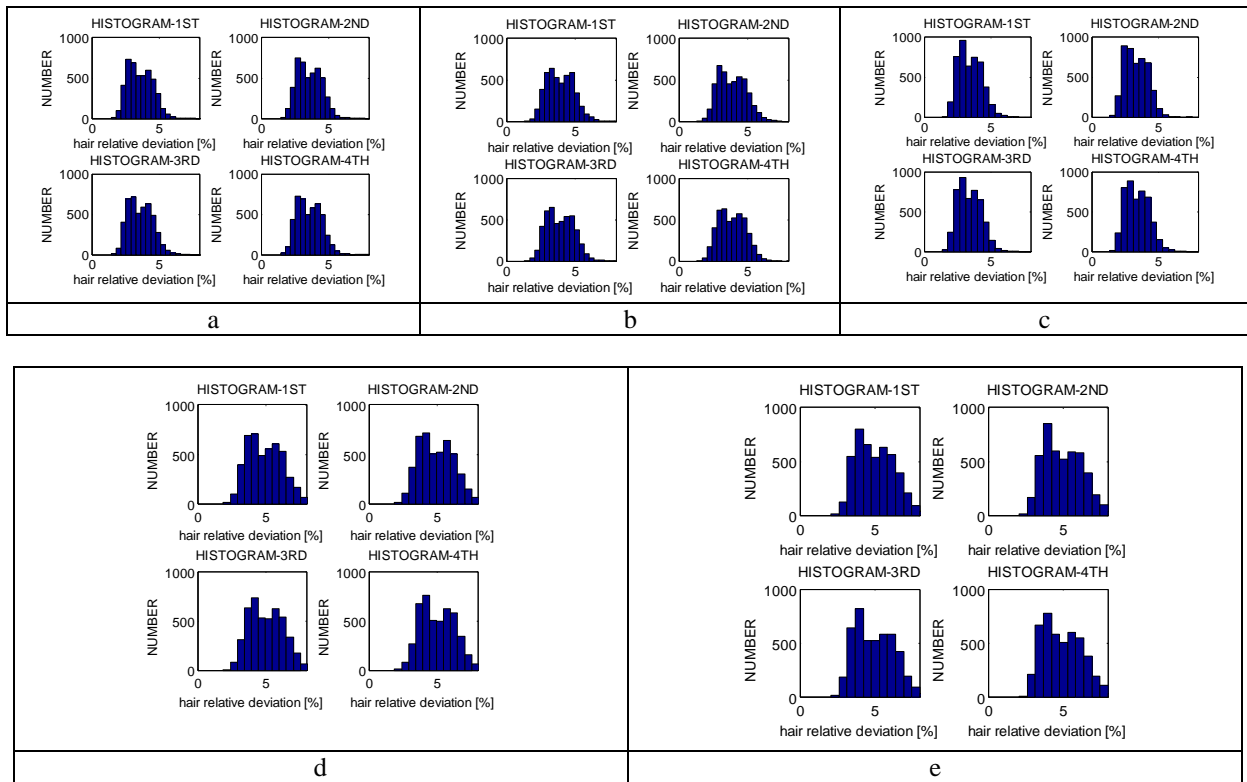 HISTOGRAM-1ST HISTOGRAM-2ND
1000 1000
NUMBER NUMBER
500 500
0 0
0 5 0 5
hair relative deviation [%] hair relative deviation [%]
HISTOGRAM-3RD HISTOGRAM-4TH
1000 1000
NUMBER NUMBER
500 500
0 0
0 5 0 5
hair relative deviation [%] hair relative deviation [%]
a
HISTOGRAM-1ST HISTOGRAM-2ND
1000 1000
NUMBER NUMBER
500 500
0 0
0 5 0 5
hair relative deviation [%] hair relative deviation [%]
HISTOGRAM-3RD HISTOGRAM-4TH
1000 1000
NUMBER NUMBER
500 500
0 0
0 5 0 5
hair relative deviation [%] hair relative deviation [%]
b
HISTOGRAM-1ST HISTOGRAM-2ND
1000 1000
NUMBER NUMBER
500 500
0 0
0 5 0 5
hair relative deviation [%] hair relative deviation [%]
HISTOGRAM-3RD HISTOGRAM-4TH
1000 1000
NUMBER NUMBER
500 500
0 0
0 5 0 5
hair relative deviation [%] hair relative deviation [%]
c
HISTOGRAM-1ST HISTOGRAM-2ND
1000 1000
NUMBER NUMBER
500 500
0 0
0 5 0 5
hair relative deviation [%] hair relative deviation [%]
HISTOGRAM-3RD HISTOGRAM-4TH
1000 1000
NUMBER NUMBER
500 500
0 0
0 5 0 5
hair relative deviation [%] hair relative deviation [%]
d
HISTOGRAM-1ST HISTOGRAM-2ND
1000 1000
NUMBER NUMBER
500 500
0 0
0 5 0 5
hair relative deviation [%] hair relative deviation [%]
HISTOGRAM-3RD HISTOGRAM-4TH
1000 1000
NUMBER NUMBER
500 500
0 0
0 5 0 5
hair relative deviation [%] hair relative deviation [%]
e